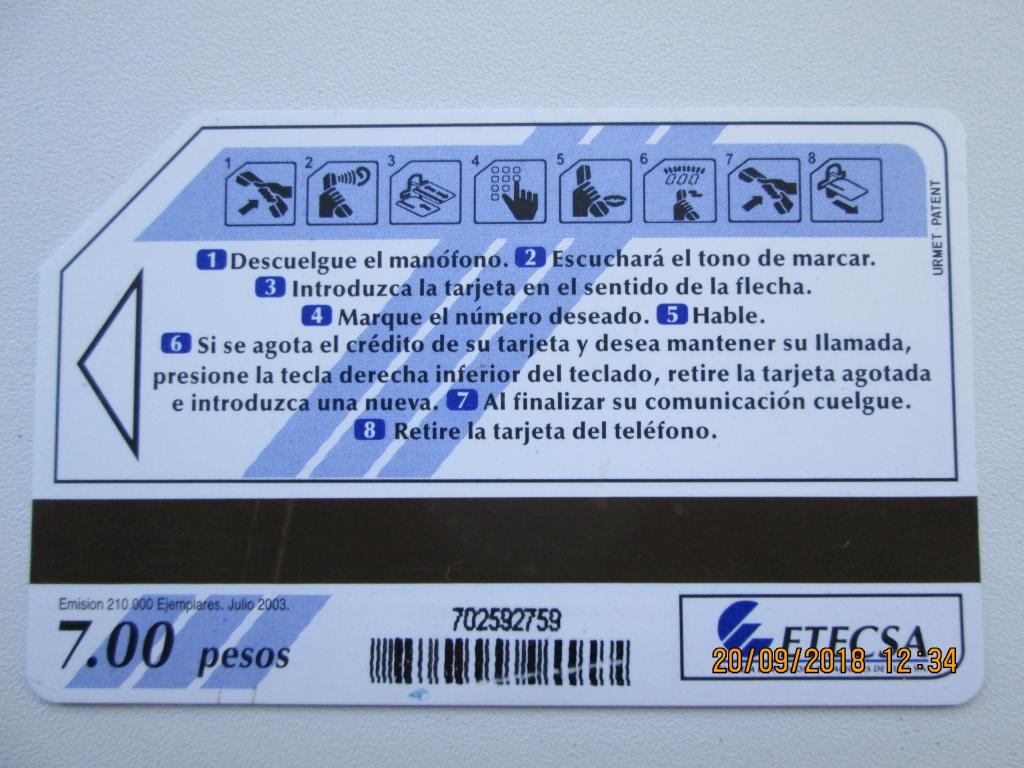 1 2 3 4 5 6 7 8
URMET PATENT
1 Descuelgue el manófono. 2 Escuchará el tono de marcar.
3 Introduzca la tarjeta en el sentido de la flecha.
4 Marque el número deseado. 5 Hable.
6 Si se agota el crédito de su tarjeta y desea mantener su llamada,
presione la tecla derecha inferior del teclado, retire la tarjeta agotada
e introduzca una nueva. 7 Al finalizar su comunicación cuelgue.
8 Retire la tarjeta del teléfono.
Emision 210.000 Ejemplares. Julio 2003.
7.00 pesos
702592759
ETECSA
20/09/2018 12:34